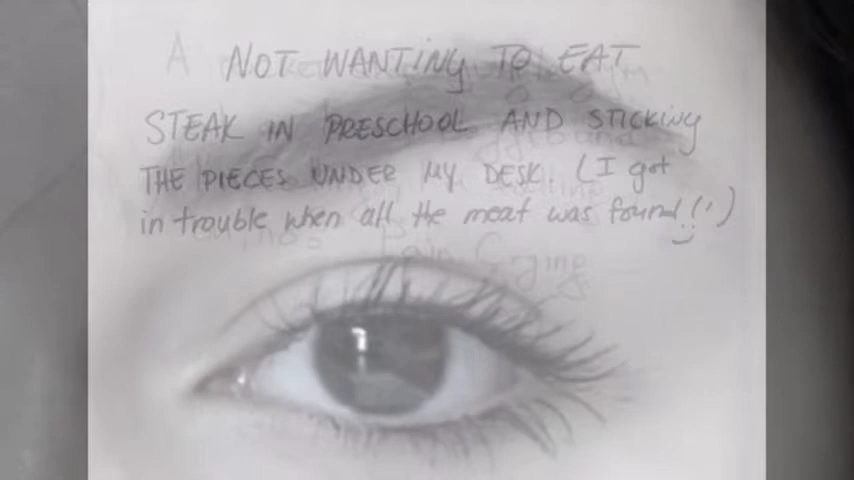 A NOT WANTING TO EAT
STEAK IN PRESCHOOL AND STICKING
THE PIECES UNDER MY DESK. (I got
in trouble when all the meat was found!!)
Crying